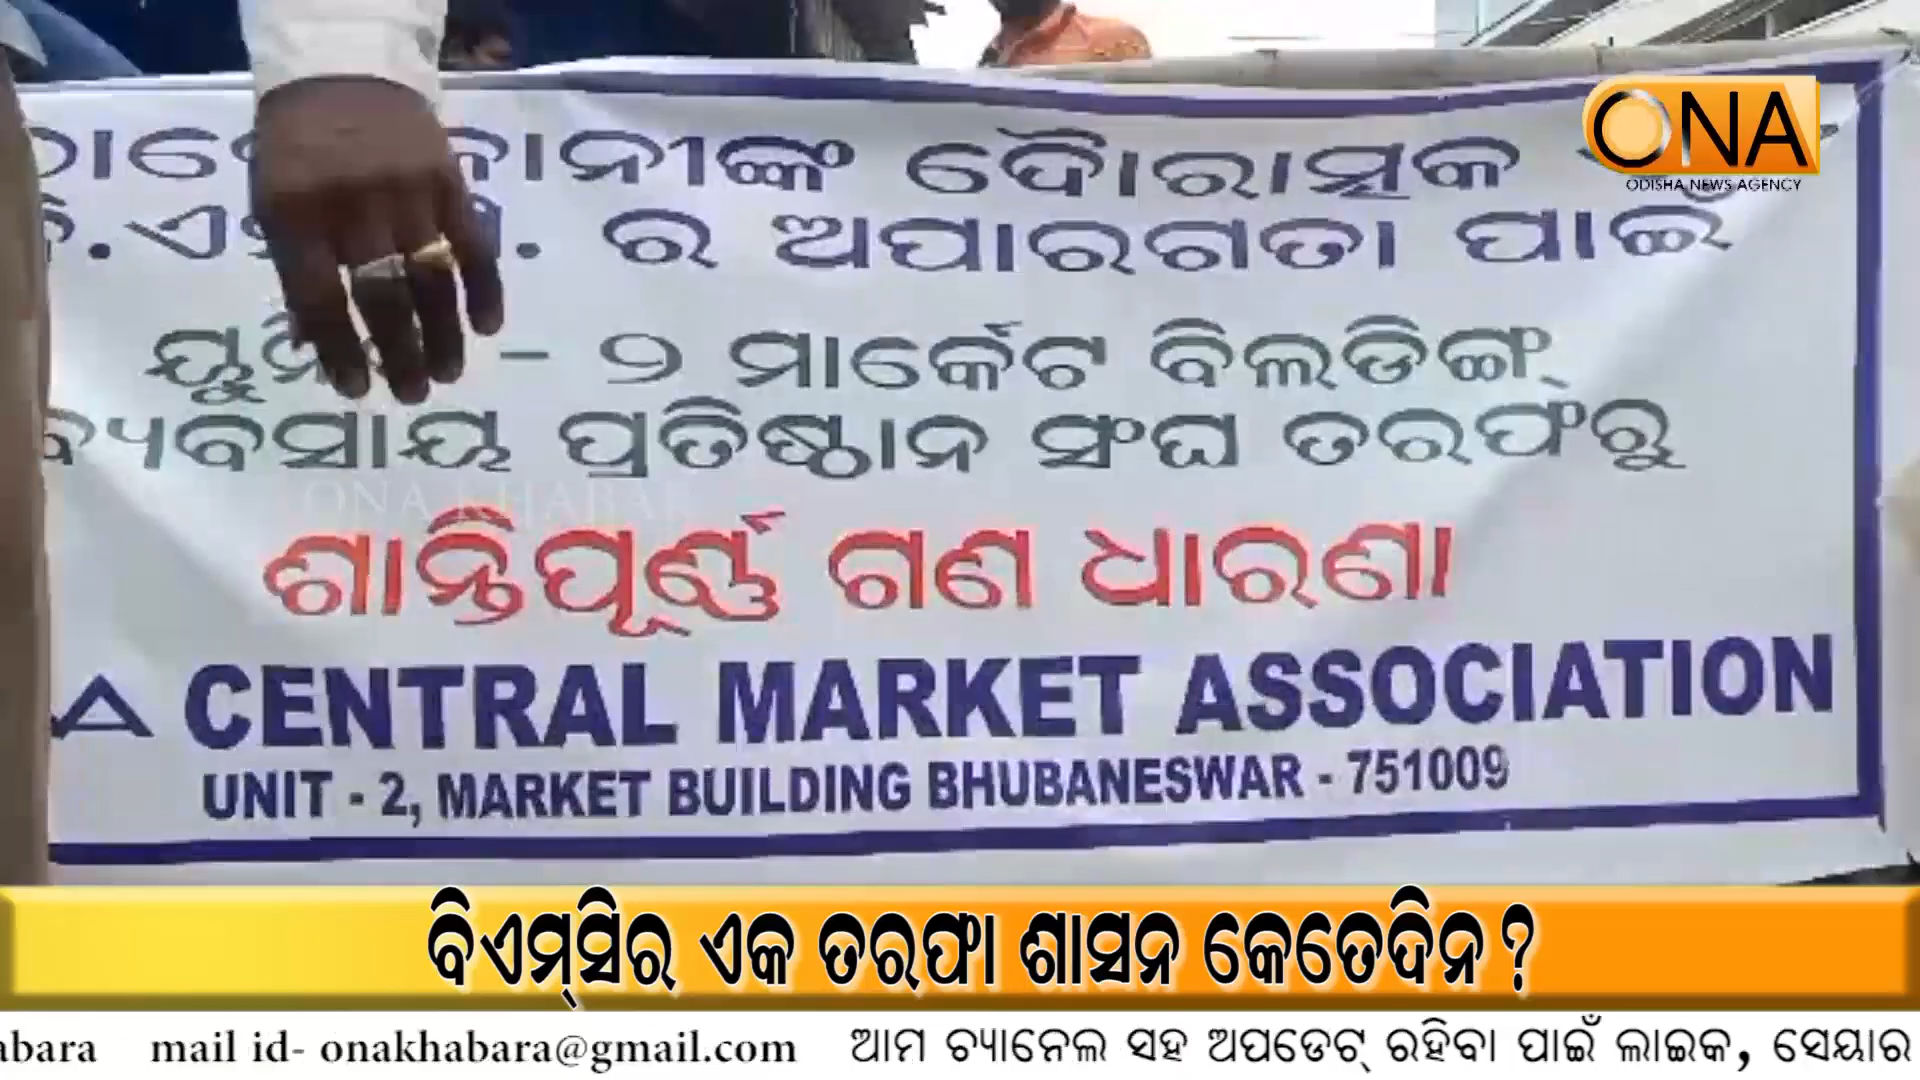 ଦୌରାତ୍ମକ
ର ଅପାରଗତା ପାଇଁ
– ୨ ମାର୍କେଟ ବିଲଡିଙ୍ଗ୍
ବ୍ୟବସାୟ ପ୍ରତିଷ୍ଠାନ ସଂଘ ତରଫରୁ
ONA KHABAR
ଶାନ୍ତିପୂର୍ଣ୍ଣ ଗଣ ଧାରଣା
CENTRAL MARKET ASSOCIATION
UNIT - 2, MARKET BUILDING BHUBANESWAR - 751009
ONA
ODISHA NEWS AGENCY
ବିଏମ୍‌ସିର ଏକ ତରଫା ଶାସନ କେତେଦିନ ?
abara mail id- onakhabara@gmail.com ଆମ ଚ୍ୟାନେଲ ସହ ଅପଡେଟ୍ ରହିବା ପାଇଁ ଲାଇକ, ସେୟାର